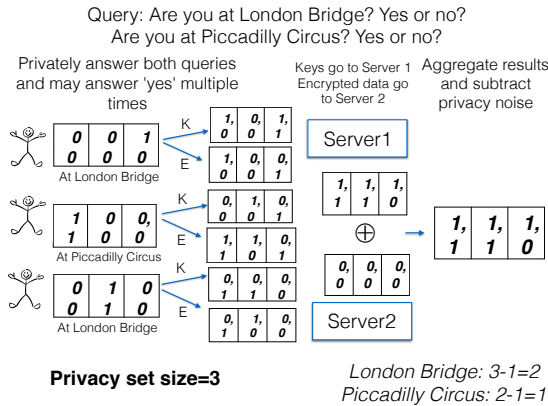 Query: Are you at London Bridge? Yes or no?
Are you at Piccadilly Circus? Yes or no?
Privately answer both queries
and may answer 'yes' multiple
times
Keys go to Server 1
Encrypted data go
to Server 2
Aggregate results
and subtract
privacy noise
K
1, 0, 1,
0 0 1
0 0 1
0 0 0
E
1, 0, 0,
0 0 1
At London Bridge
Server1
K
0, 1, 0,
0 0 1
1 0 0,
1 0 0
E
1, 1, 0,
1 0 1
At Piccadilly Circus
1, 1, 1,
1 1 0
⊕
1, 1, 1,
1 1 0
K
0, 0, 0,
1 1 0
0 1 0
0 1 0
E
0, 1, 0,
1 0 0
At London Bridge
0, 0, 0,
0 0 0
Server2
Privacy set size=3
London Bridge: 3-1=2
Piccadilly Circus: 2-1=1